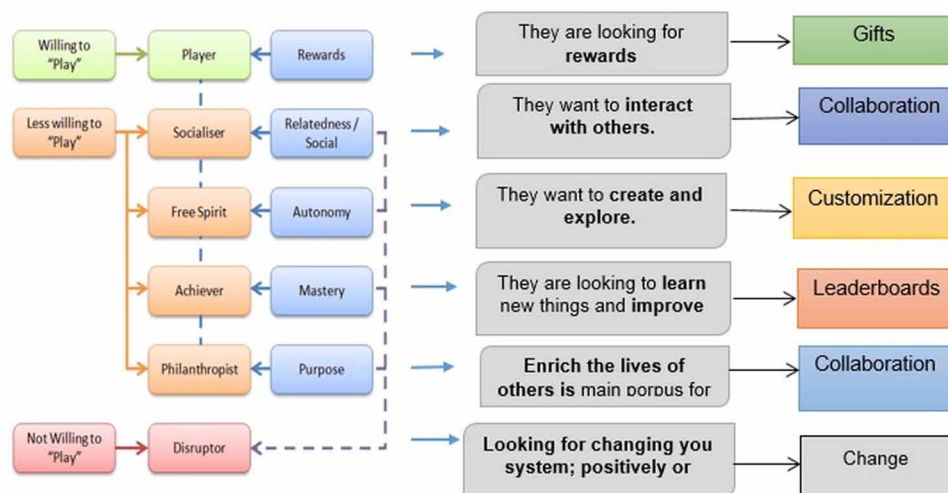 Willing to
"Play"
Player
Rewards
They are looking for
rewards
Gifts
Less willing to
"Play"
Socialiser
Relatedness /
Social
They want to interact
with others.
Collaboration
Free Spirit
Autonomy
They want to create and
explore.
Customization
Achiever
Mastery
They are looking to learn
new things and improve
Leaderboards
Philanthropist
Purpose
Enrich the lives of
others is main porpus for
Collaboration
Not Willing to
"Play"
Disruptor
Looking for changing you
system; positively or
Change